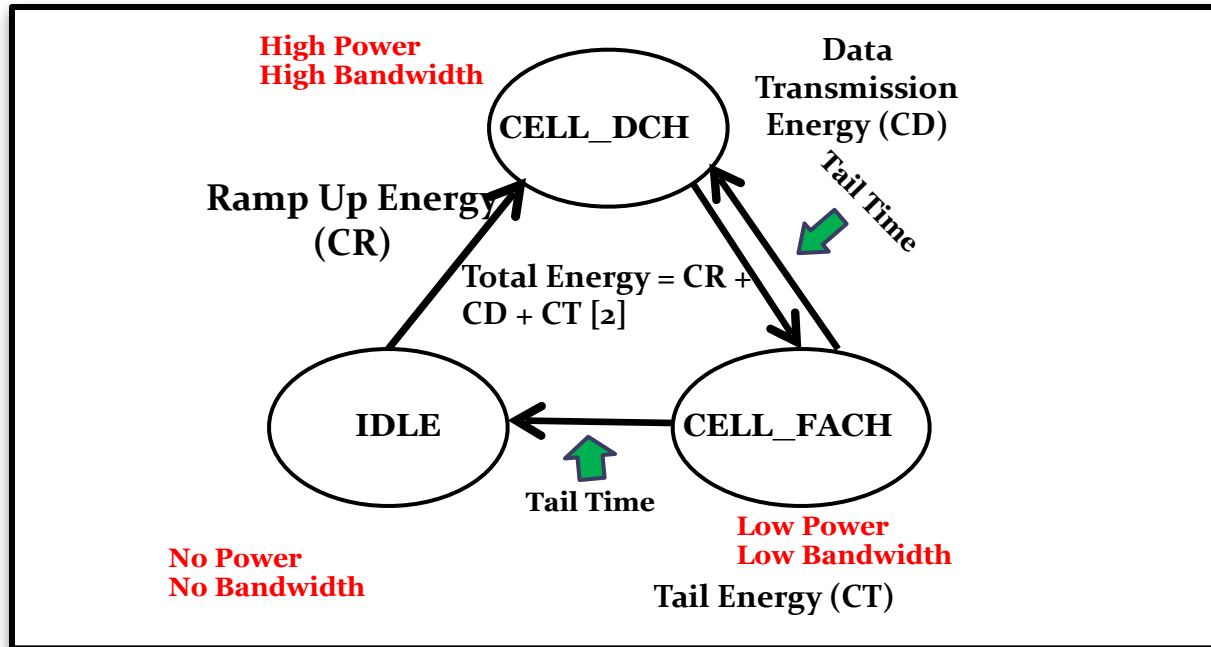 High Power
High Bandwidth
Data
Transmission
Energy (CD)
CELL_DCH
Tail Time
Ramp Up Energy
(CR)
Total Energy = CR +
CD + CT [2]
IDLE
CELL_FACH
Tail Time
Low Power
Low Bandwidth
No Power
No Bandwidth
Tail Energy (CT)